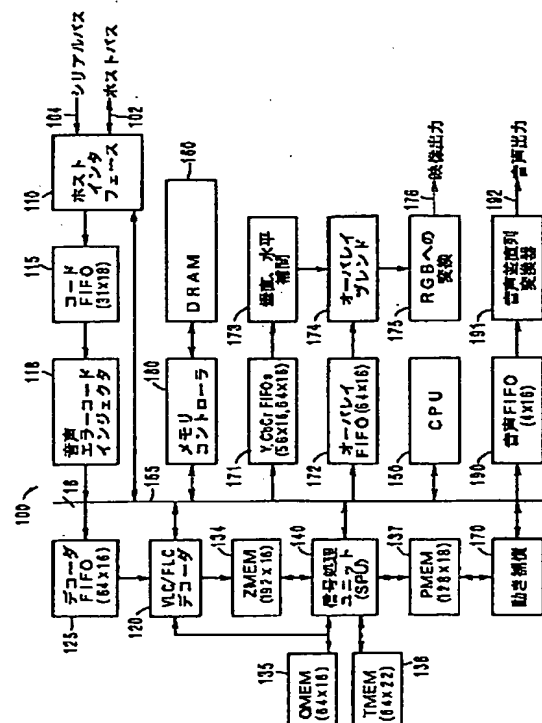 100
シリアルバス
104
ホストバス
102
110
ホスト
インタ
フェース
115
コード
FIFO
(31X18)
118
音声
エラーコード
インジェクタ
16
165
160
DRAM
180
メモリ
コントローラ
173
垂直、水平
補間
171
Y,CbCr FIFOs
(56X16,64X16)
174
オーバレイ
ブレンド
172
オーバレイ
FIFO(64X16)
176
映像出力
175
RGBへの
変換
150
CPU
192
音声出力
191
音声並直列
変換器
190
音声FIFO
(4X16)
125
デコーダ
FIFO
(64X16)
120
VLC/FLC
デコーダ
134
ZMEM
(192X16)
140
信号処理
ユニット
(SPU)
137
PMEM
(128X18)
170
動き補償
135
QMEM
(64X16)
136
TMEM
(64X22)